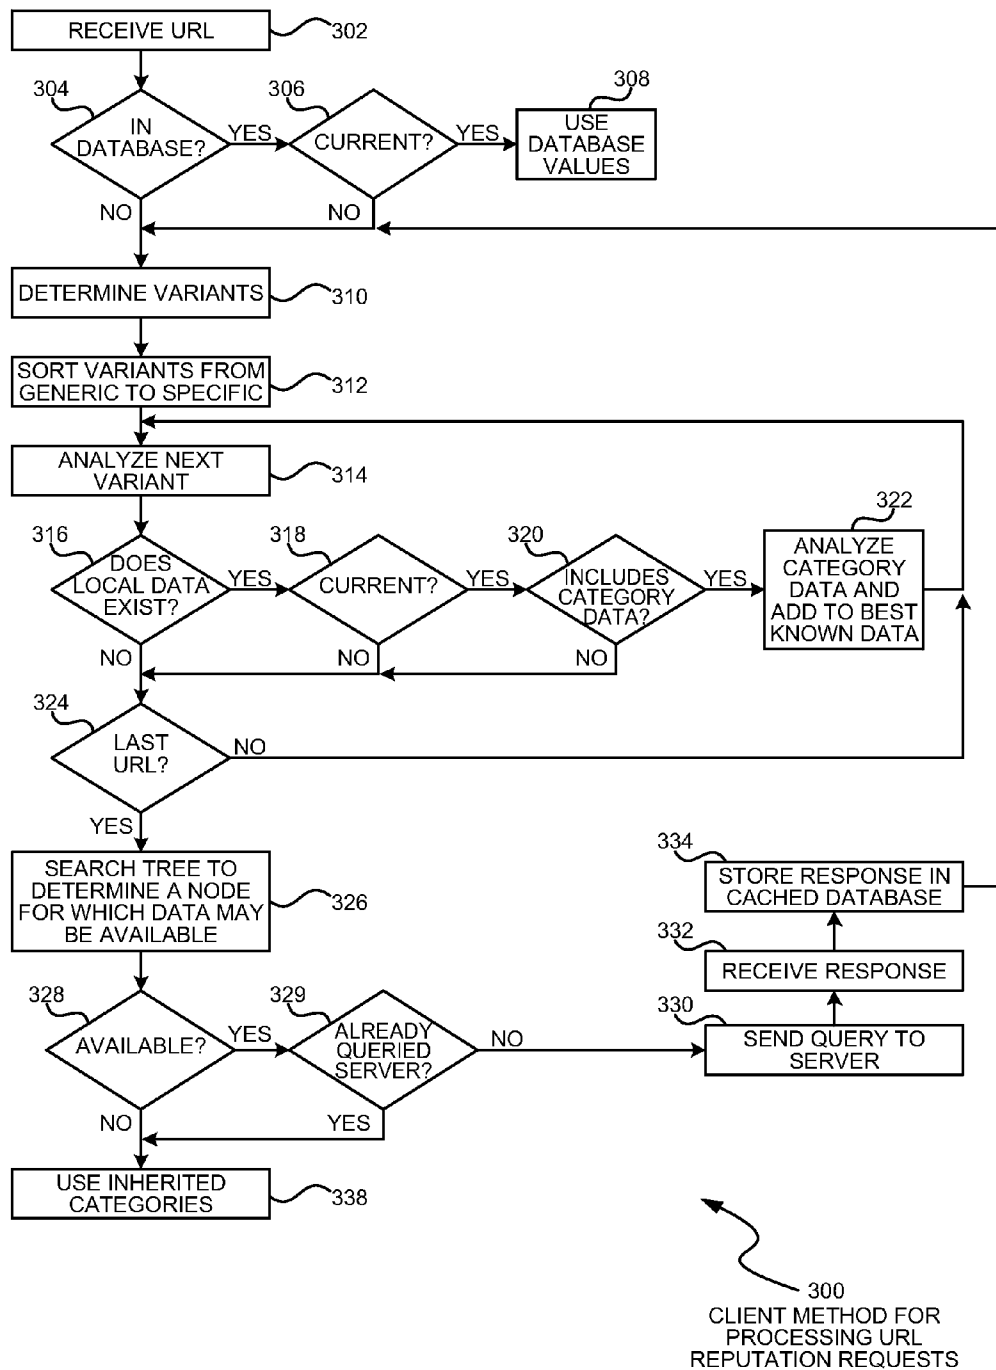 RECEIVE URL
302
304
IN
DATABASE?
YES
NO
306
CURRENT?
YES
NO
308
USE
DATABASE
VALUES
DETERMINE VARIANTS
310
SORT VARIANTS FROM
GENERIC TO SPECIFIC
312
ANALYZE NEXT
VARIANT
314
316
DOES
LOCAL DATA
EXIST?
YES
NO
318
CURRENT?
YES
NO
320
INCLUDES
CATEGORY
DATA?
YES
NO
322
ANALYZE
CATEGORY
DATA AND
ADD TO BEST
KNOWN DATA
324
LAST
URL?
NO
YES
SEARCH TREE TO
DETERMINE A NODE
FOR WHICH DATA MAY
BE AVAILABLE
326
328
AVAILABLE?
YES
NO
329
ALREADY
QUERIED
SERVER?
NO
YES
334
STORE RESPONSE IN
CACHED DATABASE
332
RECEIVE RESPONSE
330
SEND QUERY TO
SERVER
USE INHERITED
CATEGORIES
338
300
CLIENT METHOD FOR
PROCESSING URL
REPUTATION REQUESTS